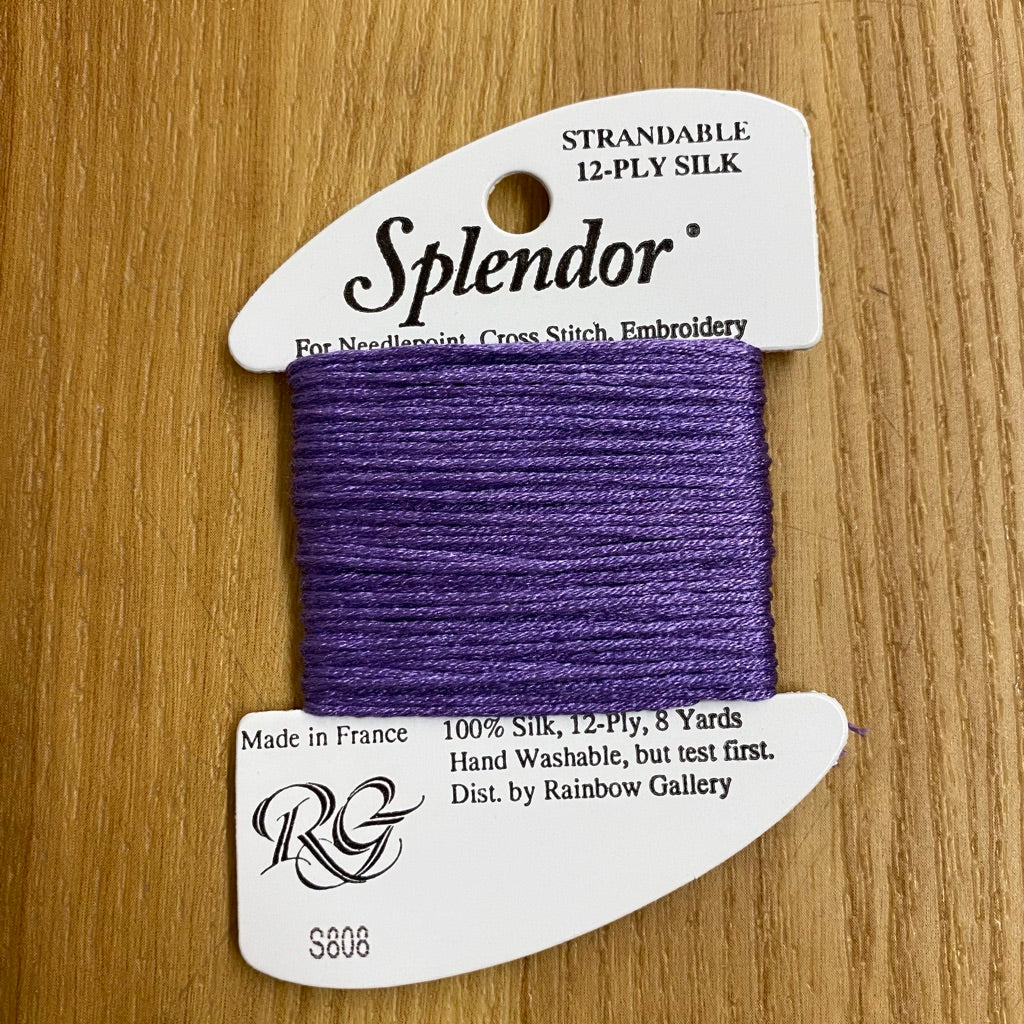 STRANDABLE
12-PLY SILK
Splendor®
For Needlepoint, Cross Stitch, Embroidery
Made in France
100% Silk, 12-Ply, 8 Yards
Hand Washable, but test first.
Dist. by Rainbow Gallery
RG
S808